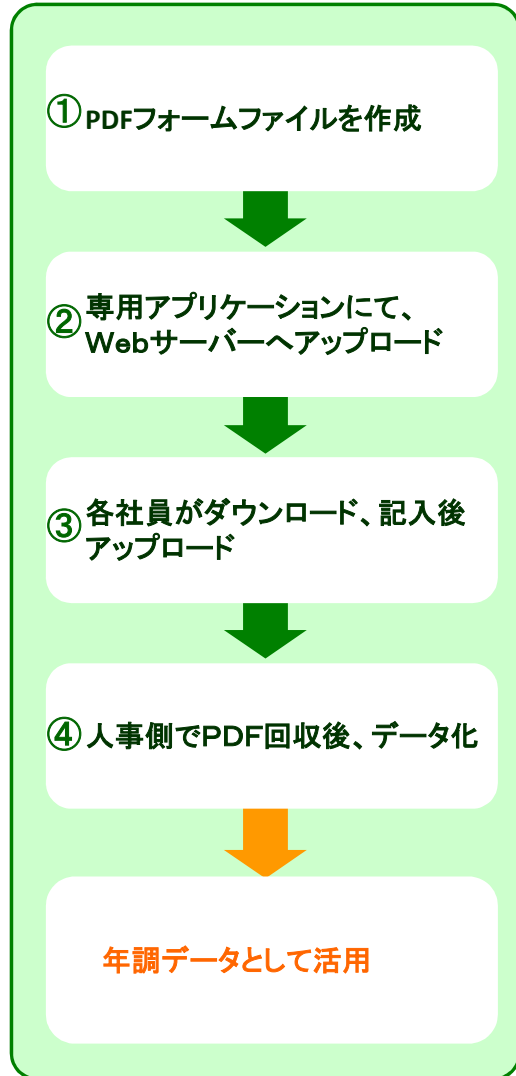 ① PDFフォームファイルを作成
② 専用アプリケーションにて、
Ｗｅｂサーバーへアップロード
③ 各社員がダウンロード、記入後
アップロード
④ 人事側でＰＤＦ回収後、データ化
年調データとして活用